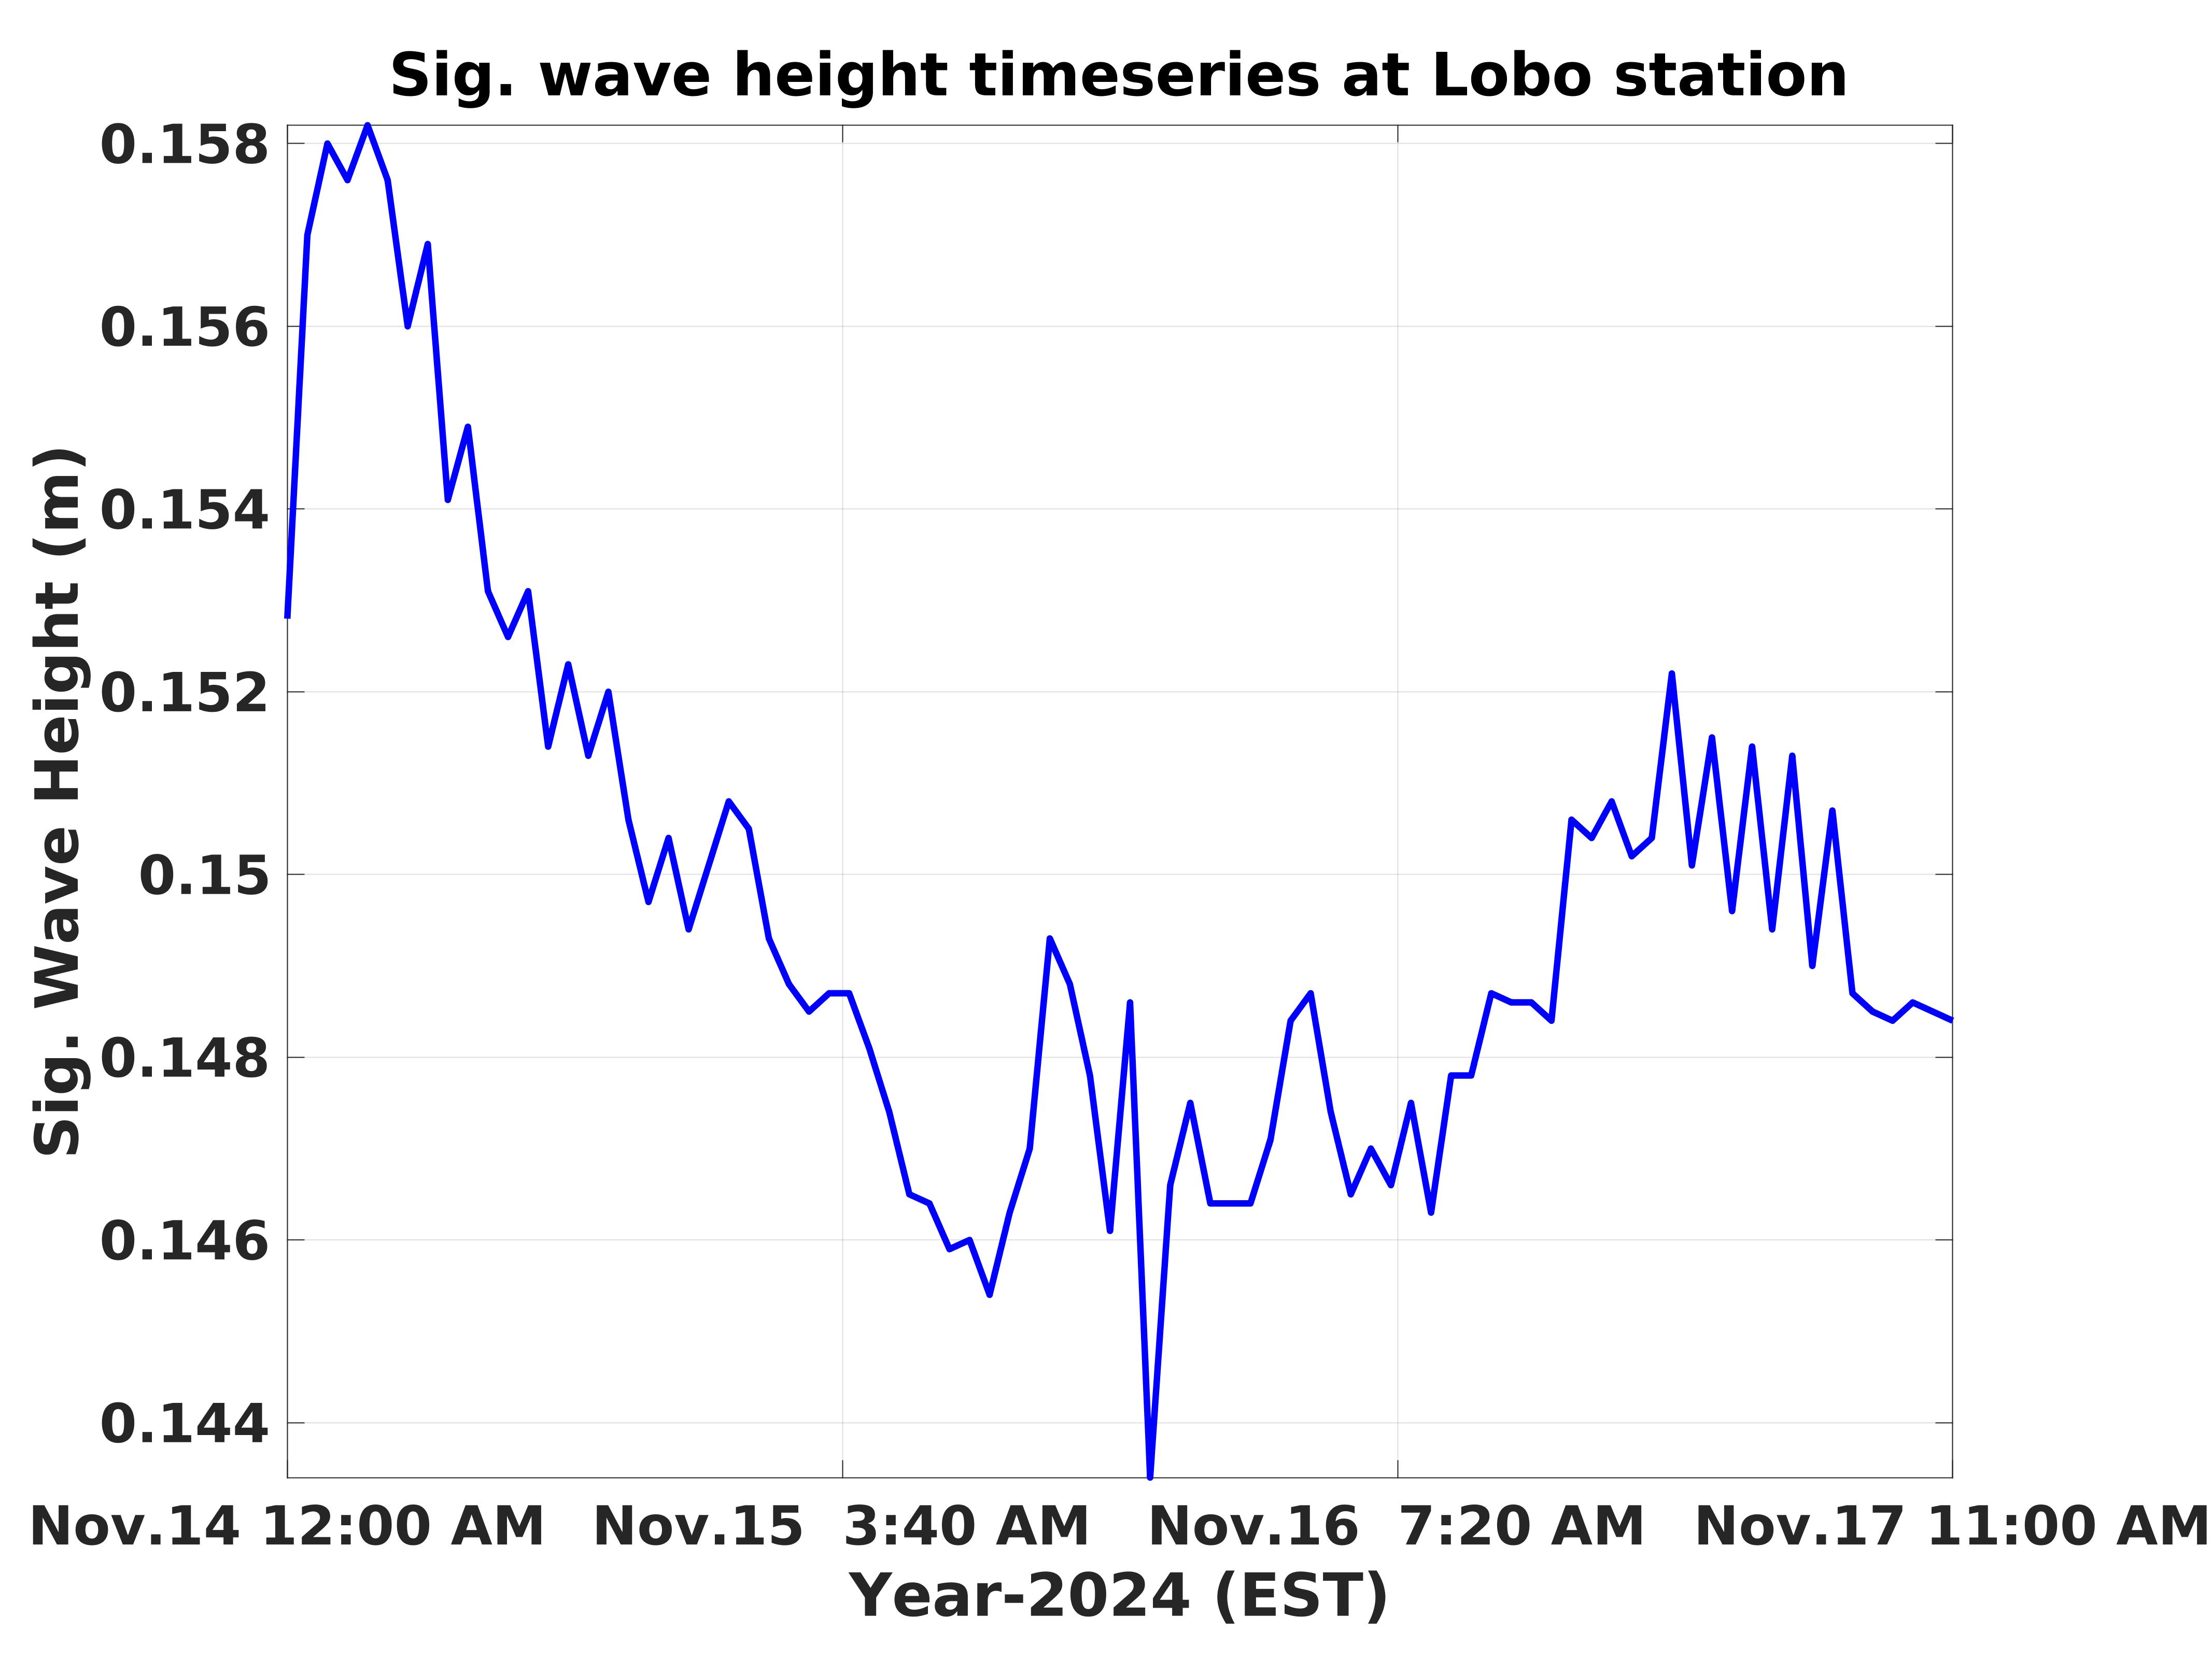 Sig. wave height timeseries at Lobo station
0.158
0.156
0.154
0.152
0.15
0.148
0.146
0.144
Sig. Wave Height (m)
Nov.14 12:00 AM Nov.15 3:40 AM Nov.16 7:20 AM Nov.17 11:00 AM
Year-2024 (EST)